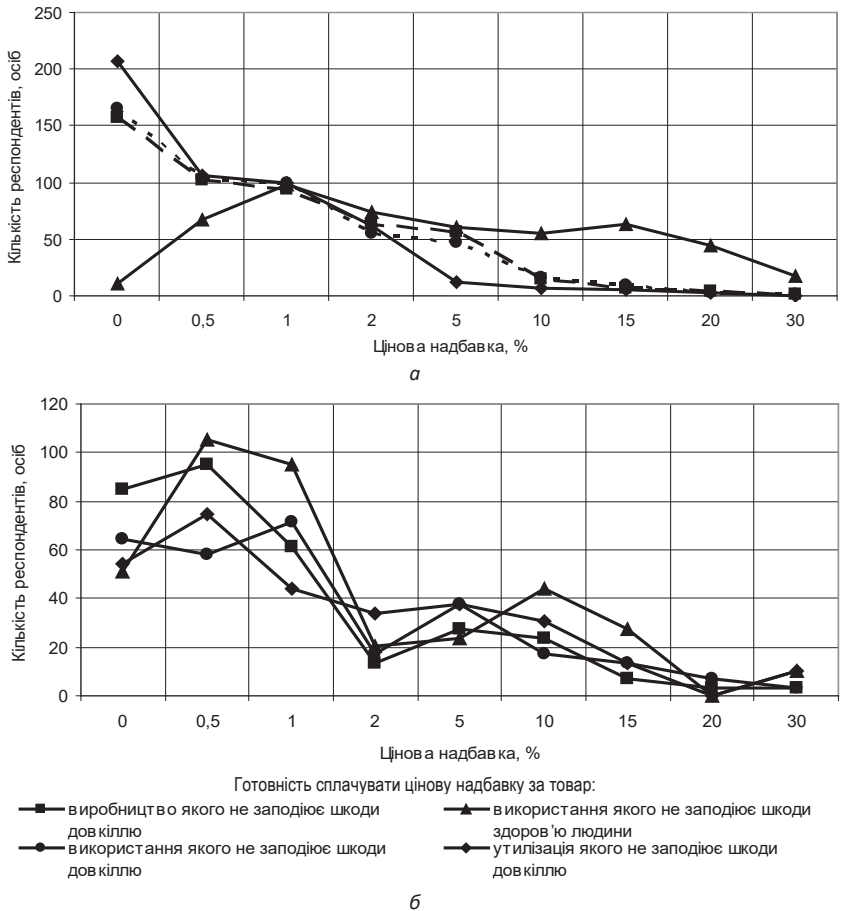 Кількість респондентів, осіб
250
200
150
100
50
0
0 0,5 1 2 5 10 15 20 30
Цінова надбавка, %
а
Кількість респондентів, осіб
120
100
80
60
40
20
0
0 0,5 1 2 5 10 15 20 30
Цінова надбавка, %
Готовність сплачувати цінову надбавку за товар:
виробництво якого не заподіює шкоди
довкіллю
використання якого не заподіює шкоди
здоров’ю людини
використання якого не заподіює шкоди
довкіллю
утилізація якого не заподіює шкоди
довкіллю
б